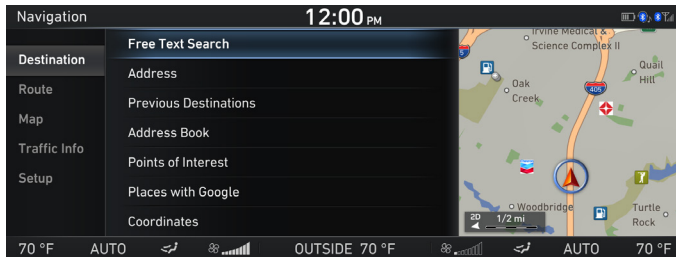 Navigation 12:00 PM
Destination
Route
Map
Traffic Info
Setup
Free Text Search
Address
Previous Destinations
Address Book
Points of Interest
Places with Google
Coordinates
Irvine Medical &
Science Complex II
5
Quail
Hill
Oak
Creek
405
Woodbridge
Turtle
Rock
2D 1/2 mi
70 °F AUTO OUTSIDE 70 °F AUTO 70 °F